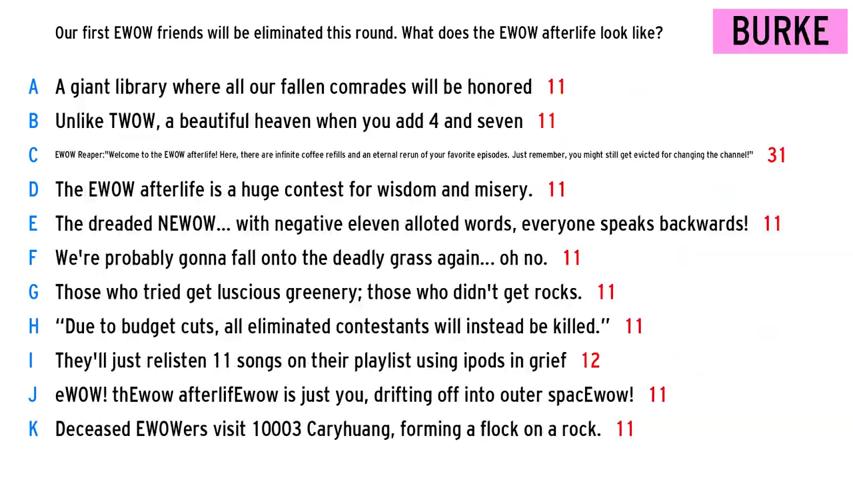 Our first EWOW friends will be eliminated this round. What does the EWOW afterlife look like?
BURKE
A A giant library where all our fallen comrades will be honored 11
B Unlike TWOW, a beautiful heaven when you add 4 and seven 11
C EWOW Reaper:"Welcome to the EWOW afterlife! Here, there are infinite coffee refills and an eternal rerun of your favorite episodes. Just remember, you might still get evicted for changing the channel!" 31
D The EWOW afterlife is a huge contest for wisdom and misery. 11
E The dreaded NEWOW... with negative eleven alloted words, everyone speaks backwards! 11
F We're probably gonna fall onto the deadly grass again... oh no. 11
G Those who tried get luscious greenery; those who didn't get rocks. 11
H “Due to budget cuts, all eliminated contestants will instead be killed.” 11
I They'll just relisten 11 songs on their playlist using ipods in grief 12
J eWOW! thEwow afterlifEwow is just you, drifting off into outer spacEwow! 11
K Deceased EWOWers visit 10003 Caryhuang, forming a flock on a rock. 11